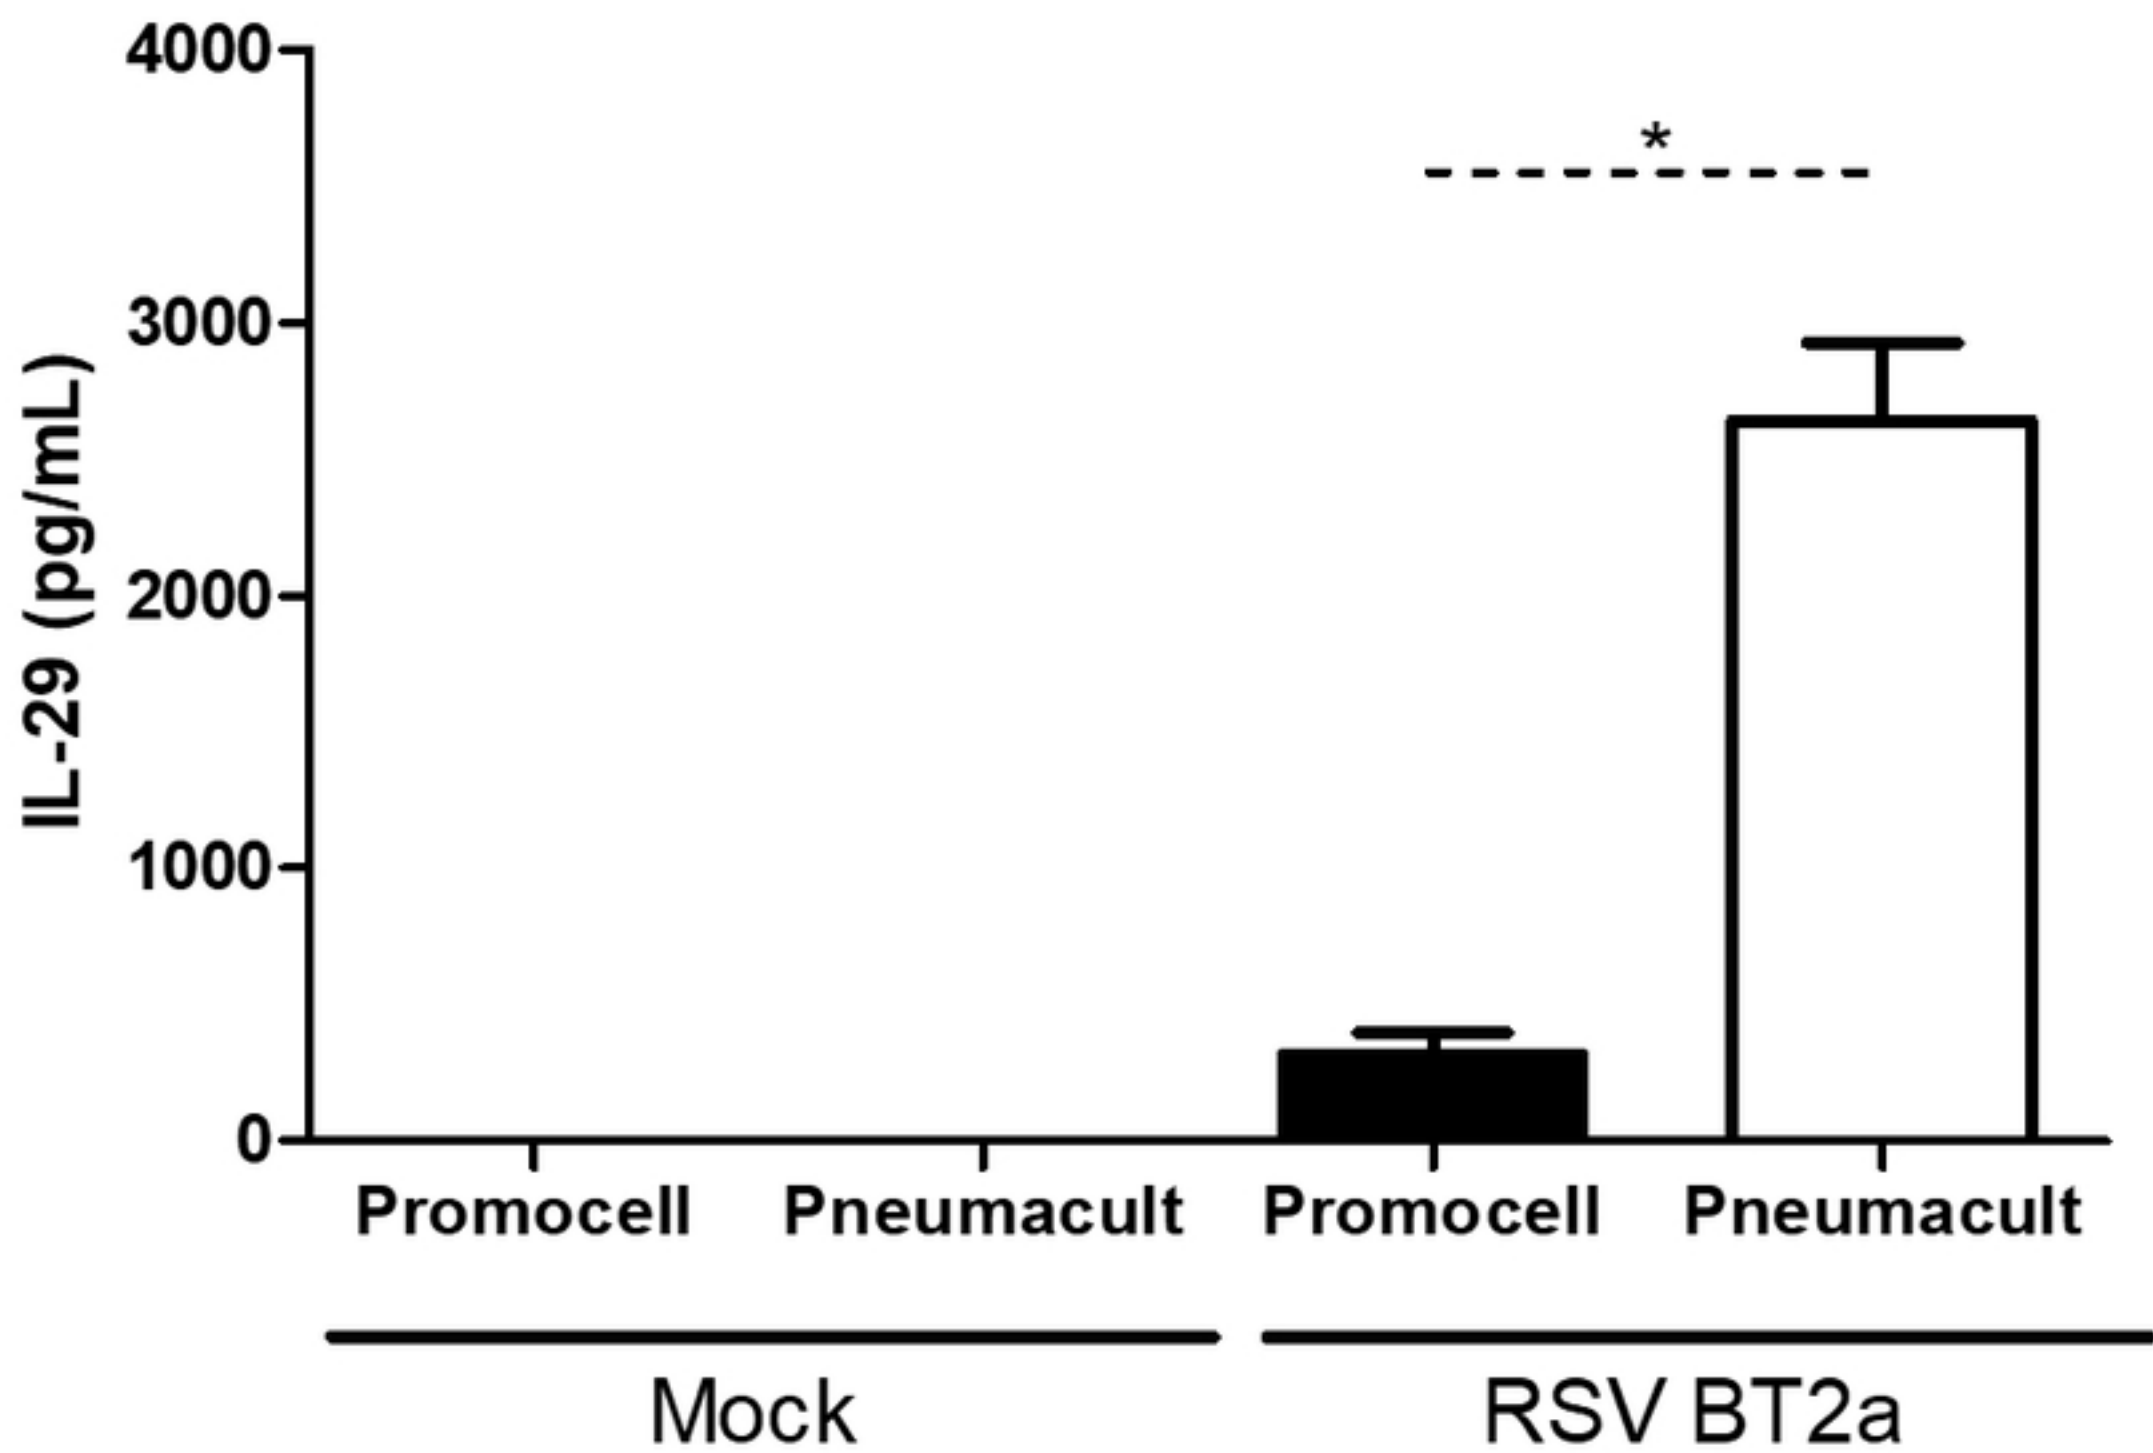 4000
3000
2000
1000
0
IL-29 (pg/mL)
*
Promocell Pneumacult Promocell Pneumacult
Mock RSV BT2a